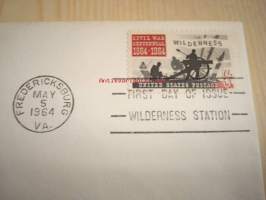 CIVIL WAR
CENTENNIAL
1864-1964
WILDERNESS
UNITED STATES POSTAGE
FREDERICKSBURG
MAY
5
1964
VA.
FIRST DAY OF ISSUE
WILDERNESS STATION